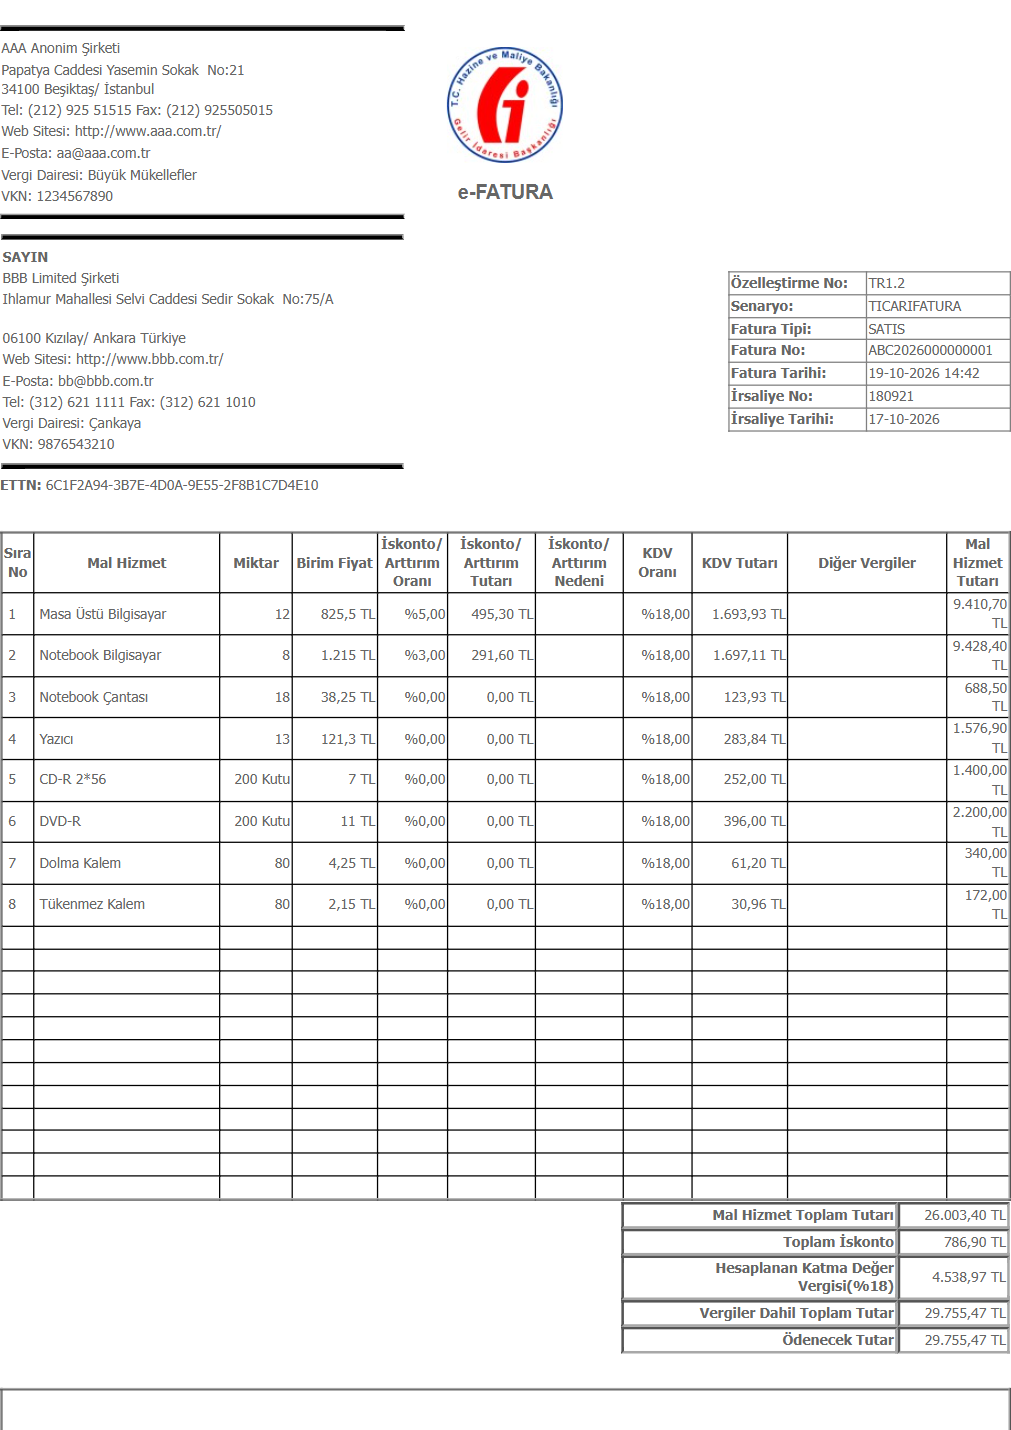 AAA Anonim Şirketi
Papatya Caddesi Yasemin Sokak No:21
34100 Beşiktaş/ İstanbul
Tel: (212) 925 51515 Fax: (212) 925505015
Web Sitesi: http://www.aaa.com.tr/
E-Posta: aa@aaa.com.tr
Vergi Dairesi: Büyük Mükellefler
VKN: 1234567890
T.C. Hazine ve Maliye Bakanlığı
Gelir İdaresi Başkanlığı
e-FATURA
SAYIN
BBB Limited Şirketi
Ihlamur Mahallesi Selvi Caddesi Sedir Sokak No:75/A
06100 Kızılay/ Ankara Türkiye
Web Sitesi: http://www.bbb.com.tr/
E-Posta: bb@bbb.com.tr
Tel: (312) 621 1111 Fax: (312) 621 1010
Vergi Dairesi: Çankaya
VKN: 9876543210
Özelleştirme No: TR1.2
Senaryo: TICARIFATURA
Fatura Tipi: SATIS
Fatura No: ABC2026000000001
Fatura Tarihi: 19-10-2026 14:42
İrsaliye No: 180921
İrsaliye Tarihi: 17-10-2026
ETTN: 6C1F2A94-3B7E-4D0A-9E55-2F8B1C7D4E10
Sıra No Mal Hizmet Miktar Birim Fiyat İskonto/ Arttırım Oranı İskonto/ Arttırım Tutarı İskonto/ Arttırım Nedeni KDV Oranı KDV Tutarı Diğer Vergiler Mal Hizmet Tutarı
1 Masa Üstü Bilgisayar 12 825,5 TL %5,00 495,30 TL %18,00 1.693,93 TL 9.410,70 TL
2 Notebook Bilgisayar 8 1.215 TL %3,00 291,60 TL %18,00 1.697,11 TL 9.428,40 TL
3 Notebook Çantası 18 38,25 TL %0,00 0,00 TL %18,00 123,93 TL 688,50 TL
4 Yazıcı 13 121,3 TL %0,00 0,00 TL %18,00 283,84 TL 1.576,90 TL
5 CD-R 2*56 200 Kutu 7 TL %0,00 0,00 TL %18,00 252,00 TL 1.400,00 TL
6 DVD-R 200 Kutu 11 TL %0,00 0,00 TL %18,00 396,00 TL 2.200,00 TL
7 Dolma Kalem 80 4,25 TL %0,00 0,00 TL %18,00 61,20 TL 340,00 TL
8 Tükenmez Kalem 80 2,15 TL %0,00 0,00 TL %18,00 30,96 TL 172,00 TL
Mal Hizmet Toplam Tutarı 26.003,40 TL
Toplam İskonto 786,90 TL
Hesaplanan Katma Değer Vergisi(%18) 4.538,97 TL
Vergiler Dahil Toplam Tutar 29.755,47 TL
Ödenecek Tutar 29.755,47 TL